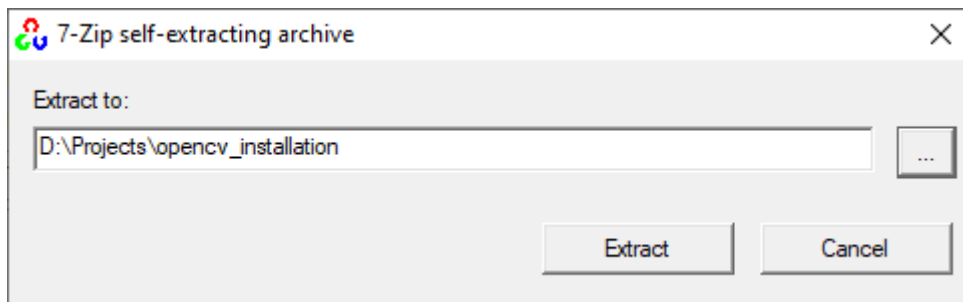 7-Zip self-extracting archive
Extract to:
D:\Projects\opencv_installation
...
Extract Cancel